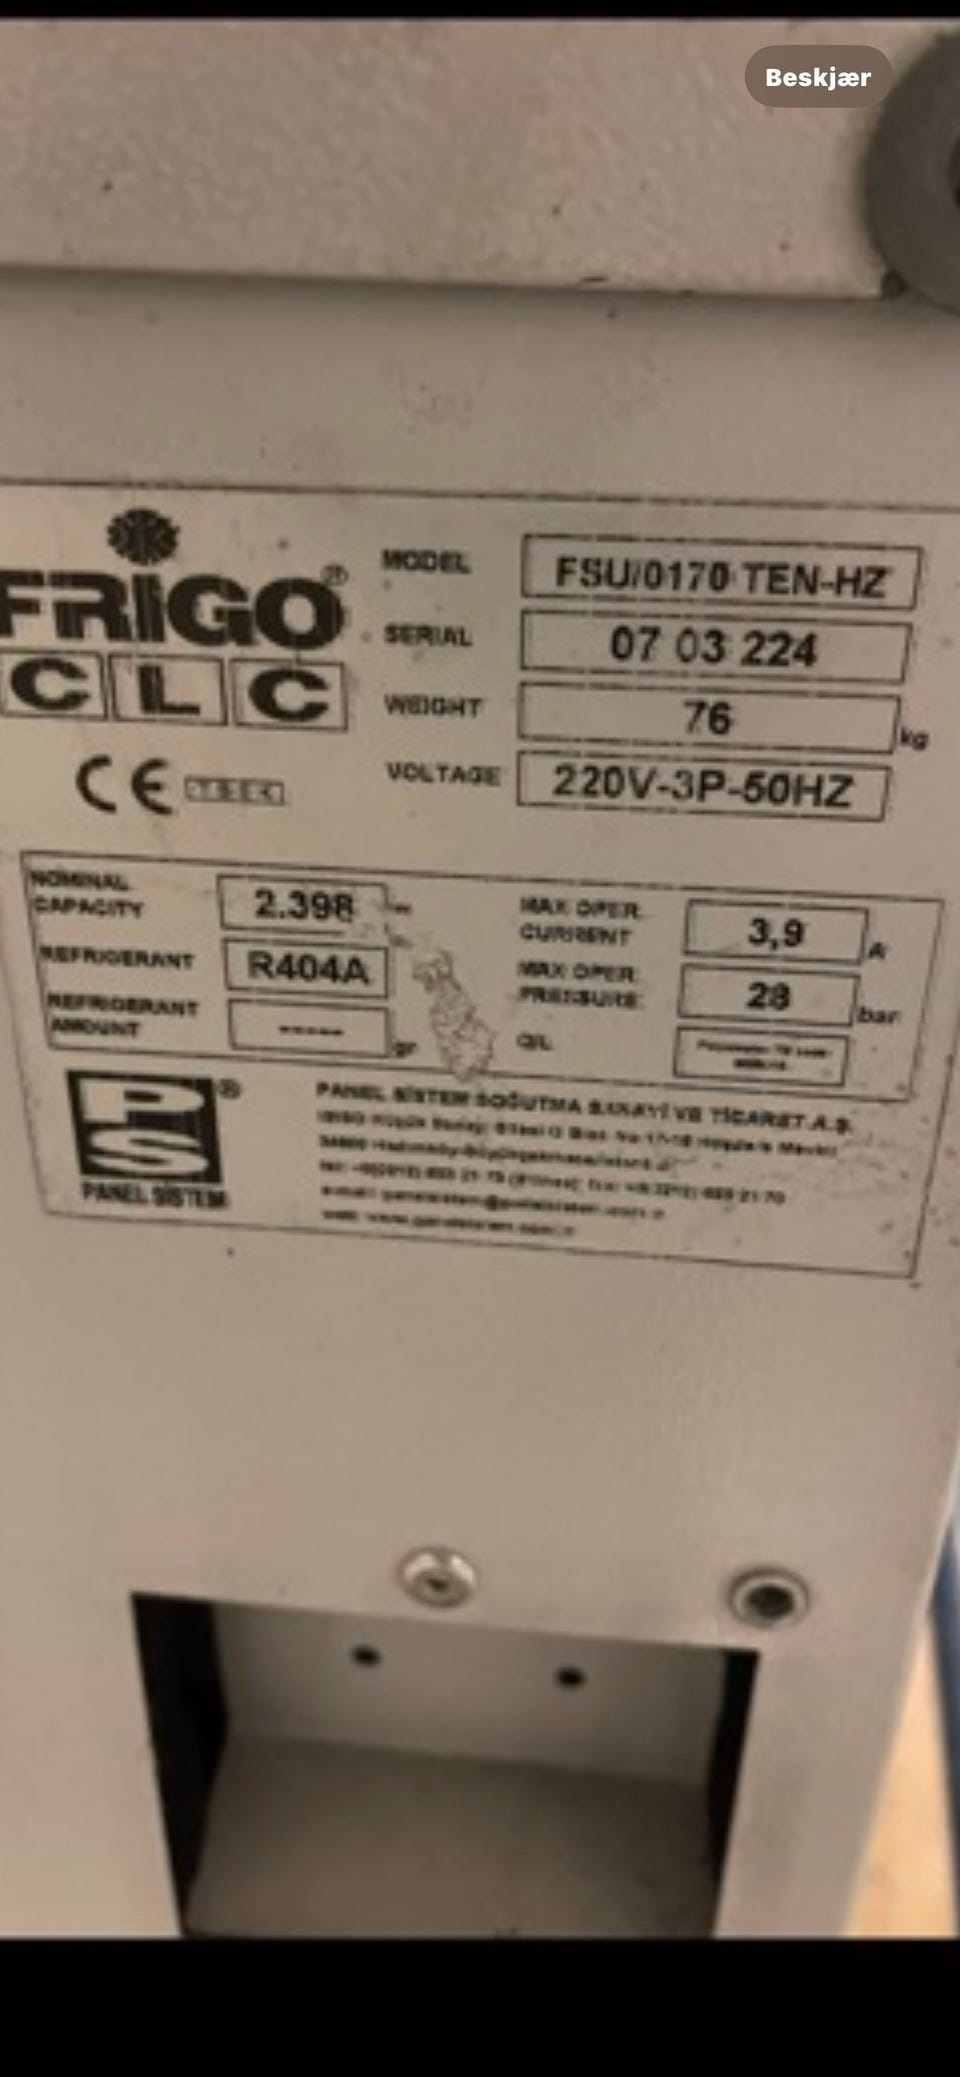 Beskjær
FRIGO®
CLC
CE
MODEL FSU/0170 TEN-HZ
SERIAL 07 03 224
WEIGHT 76 kg
VOLTAGE 220V-3P-50HZ
NOMINAL CAPACITY 2.398
REFRIGERANT R404A
REFRIGERANT AMOUNT ----- gr
MAX OPER. CURRENT 3,9 A
MAX OPER. PRESSURE 28 bar
OIL
PS®
PANEL SİSTEM
PANEL SİSTEM SOĞUTMA SANAYİ VE TİCARET A.Ş.